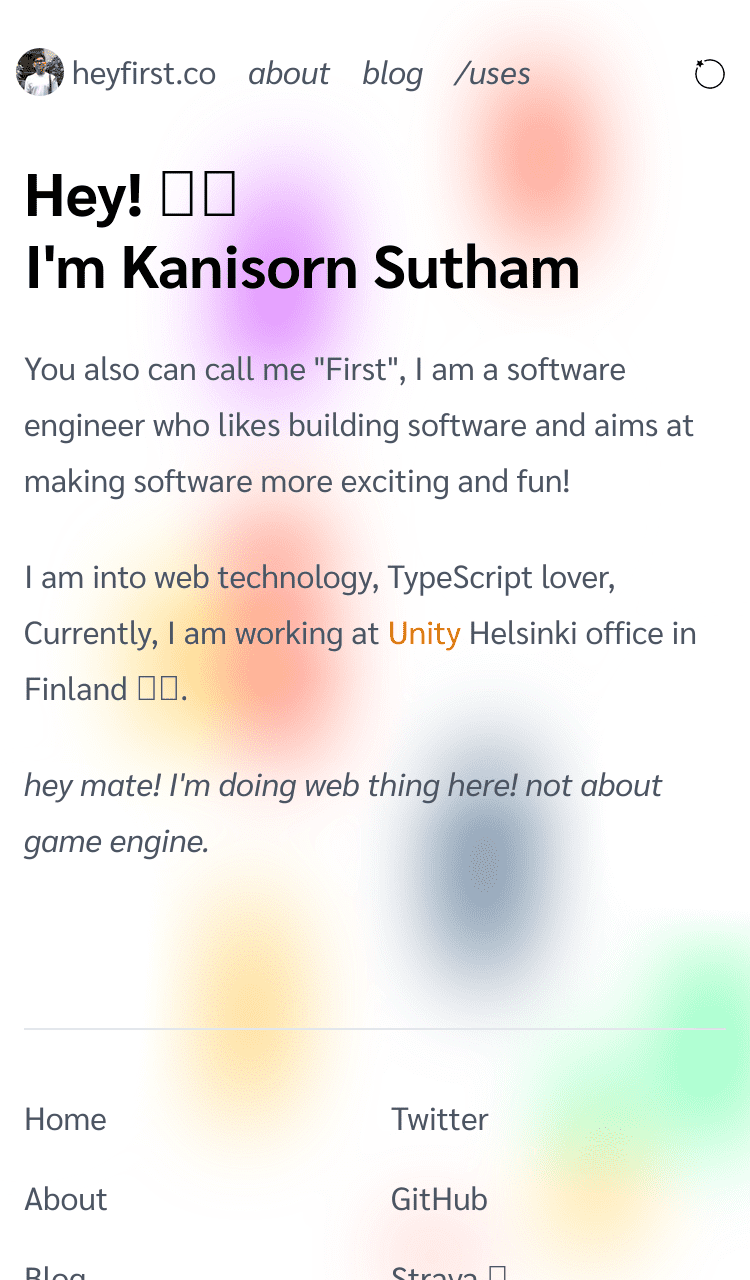 heyfirst.co about blog /uses
Hey! 
I'm Kanisorn Sutham
You also can call me "First", I am a software
engineer who likes building software and aims at
making software more exciting and fun!
I am into web technology, TypeScript lover,
Currently, I am working at Unity Helsinki office in
Finland .
hey mate! I'm doing web thing here! not about
game engine.
Home
Twitter
About
GitHub
Blog
Strava